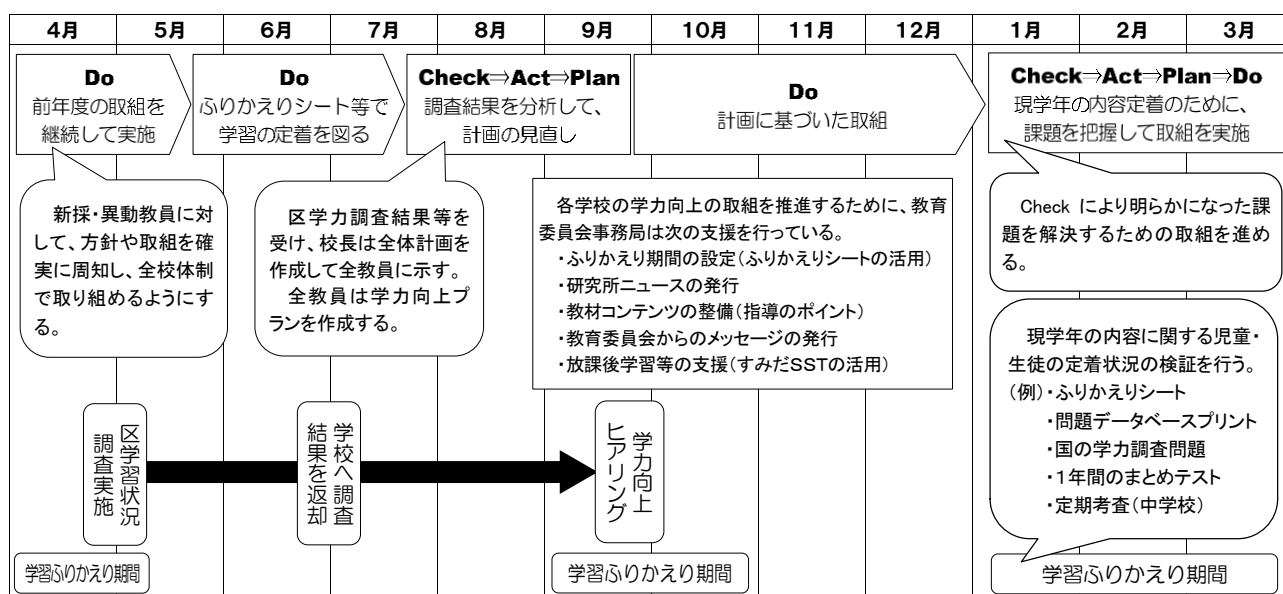 4月 5月 6月 7月 8月 9月 10月 11月 12月 1月 2月 3月
Do
前年度の取組を
継続して実施
Do
ふりかえりシート等で
学習の定着を図る
Check⇒Act⇒Plan
調査結果を分析して、
計画の見直し
Do
計画に基づいた取組
Check⇒Act⇒Plan⇒Do
現学年の内容定着のために、
課題を把握して取組を実施
新採・異動教員に対
して、方針や取組を確
実に周知し、全校体制
で取り組めるようにす
る。
区学力調査結果等を
受け、校長は全体計画を
作成して全教員に示す。
全教員は学力向上プ
ランを作成する。
各学校の学力向上の取組を推進するために、教育
委員会事務局は次の支援を行っている。
・ふりかえり期間の設定(ふりかえりシートの活用)
・研究所ニュースの発行
・教材コンテンツの整備(指導のポイント)
・教育委員会からのメッセージの発行
・放課後学習等の支援(すみだSSTの活用)
Check により明らかになった課
題を解決するための取組を進め
る。
現学年の内容に関する児童・
生徒の定着状況の検証を行う。
(例)・ふりかえりシート
・問題データベースプリント
・国の学力調査問題
・1年間のまとめテスト
・定期考査(中学校)
区学習状況
調査実施
学校へ調査
結果を返却
学力向上
ヒアリング
学習ふりかえり期間
学習ふりかえり期間
学習ふりかえり期間